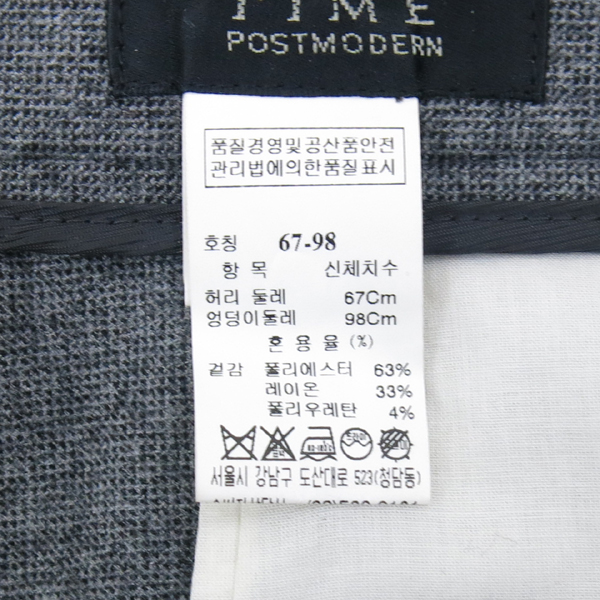 POSTMODERN
품질경영및공산품안전
관리법에의한품질표시
호칭 67-98
항 목 신체치수
허리 둘레 67Cm
엉덩이둘레 98Cm
혼 용 율 (%)
겉감 폴리에스터 63%
레이온 33%
폴리우레탄 4%
서울시 강남구 도산대로 523(청담동)